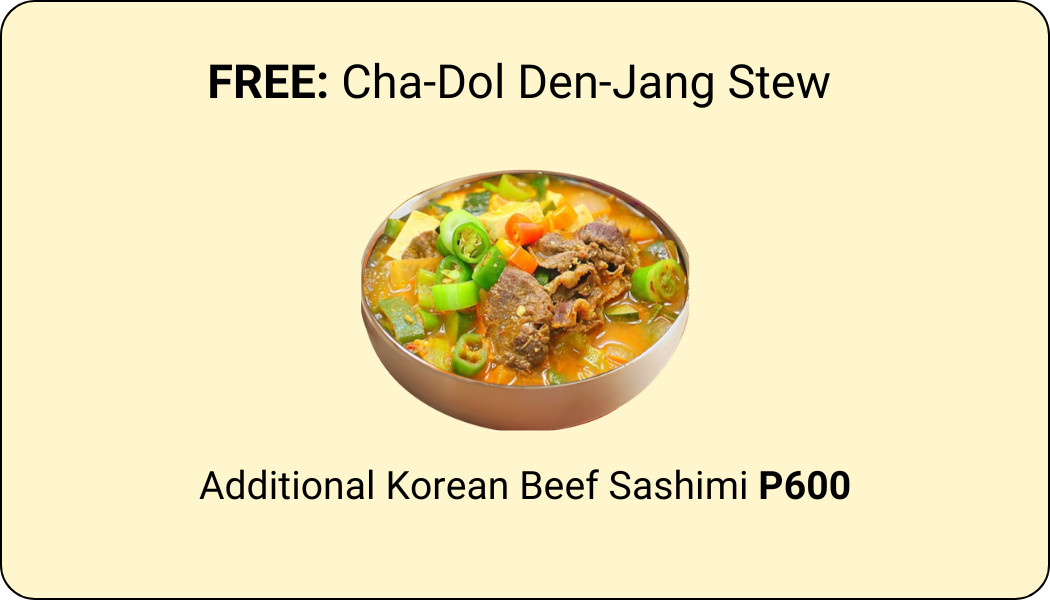 FREE: Cha-Dol Den-Jang Stew
Additional Korean Beef Sashimi P600